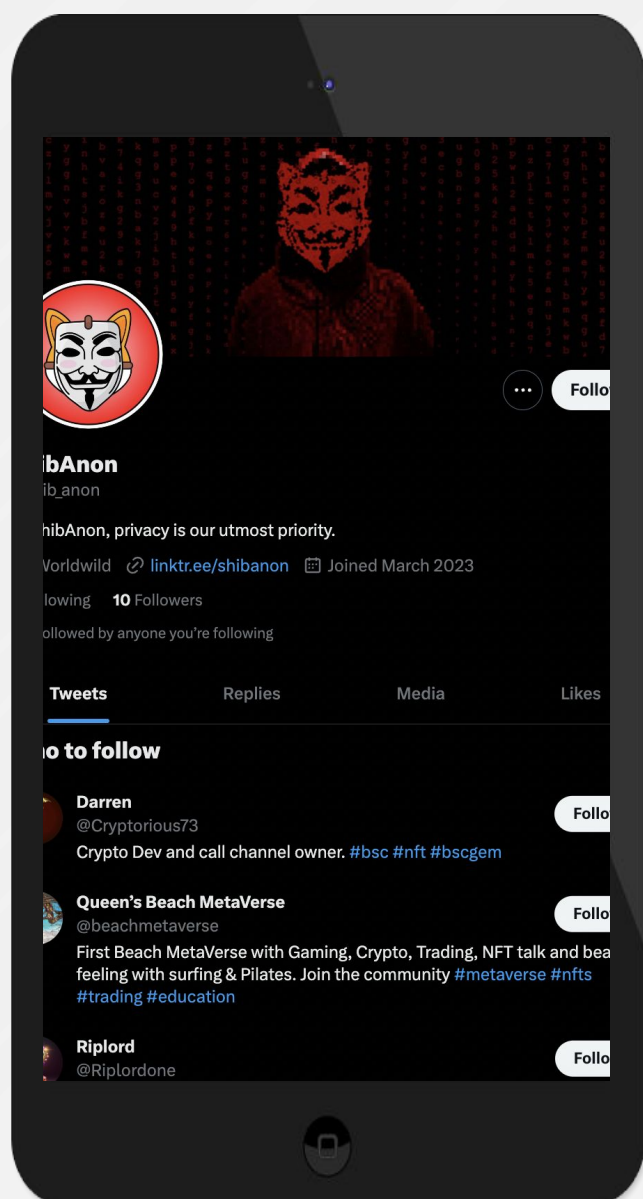 Follo
ibAnon
ib_anon
hibAnon, privacy is our utmost priority.
Worldwild linktr.ee/shibanon Joined March 2023
lowing 10 Followers
ollowed by anyone you're following
Tweets Replies Media Likes
o to follow
Darren
@Cryptorious73
Follo
Crypto Dev and call channel owner. #bsc #nft #bscgem
Queen's Beach MetaVerse
@beachmetaverse
Follo
First Beach MetaVerse with Gaming, Crypto, Trading, NFT talk and bea
feeling with surfing & Pilates. Join the community #metaverse #nfts
#trading #education
Riplord
@Riplordone
Follo